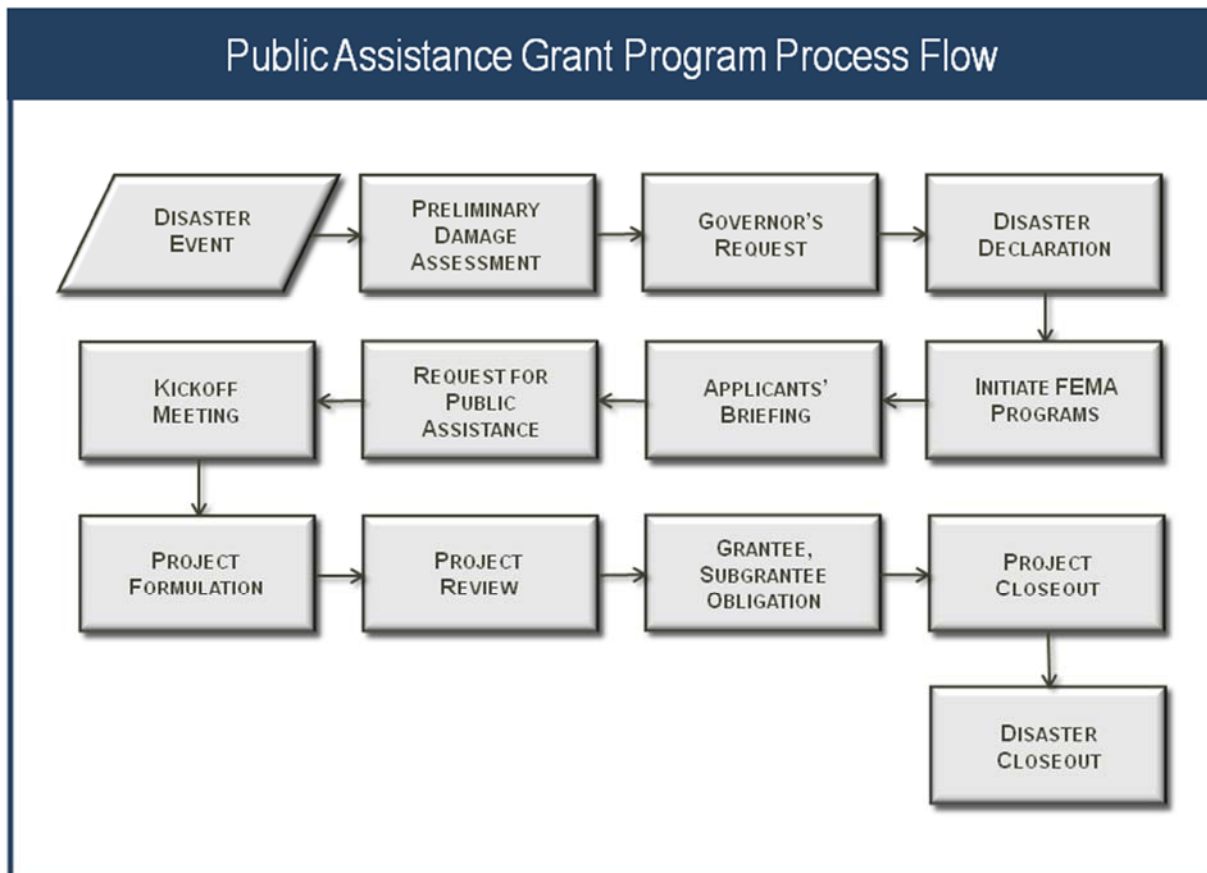 Public Assistance Grant Program Process Flow
DISASTER
EVENT
PRELIMINARY
DAMAGE
ASSESSMENT
GOVERNOR'S
REQUEST
DISASTER
DECLARATION
INITIATE FEMA
PROGRAMS
APPLICANTS'
BRIEFING
REQUEST FOR
PUBLIC
ASSISTANCE
KICKOFF
MEETING
PROJECT
FORMULATION
PROJECT
REVIEW
GRANTEE,
SUBGRANTEE
OBLIGATION
PROJECT
CLOSEOUT
DISASTER
CLOSEOUT